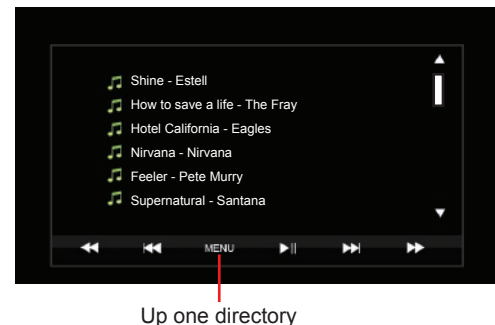 Shine - Estell
How to save a life - The Fray
Hotel California - Eagles
Nirvana - Nirvana
Feeler - Pete Murry
Supernatural - Santana
MENU
Up one directory